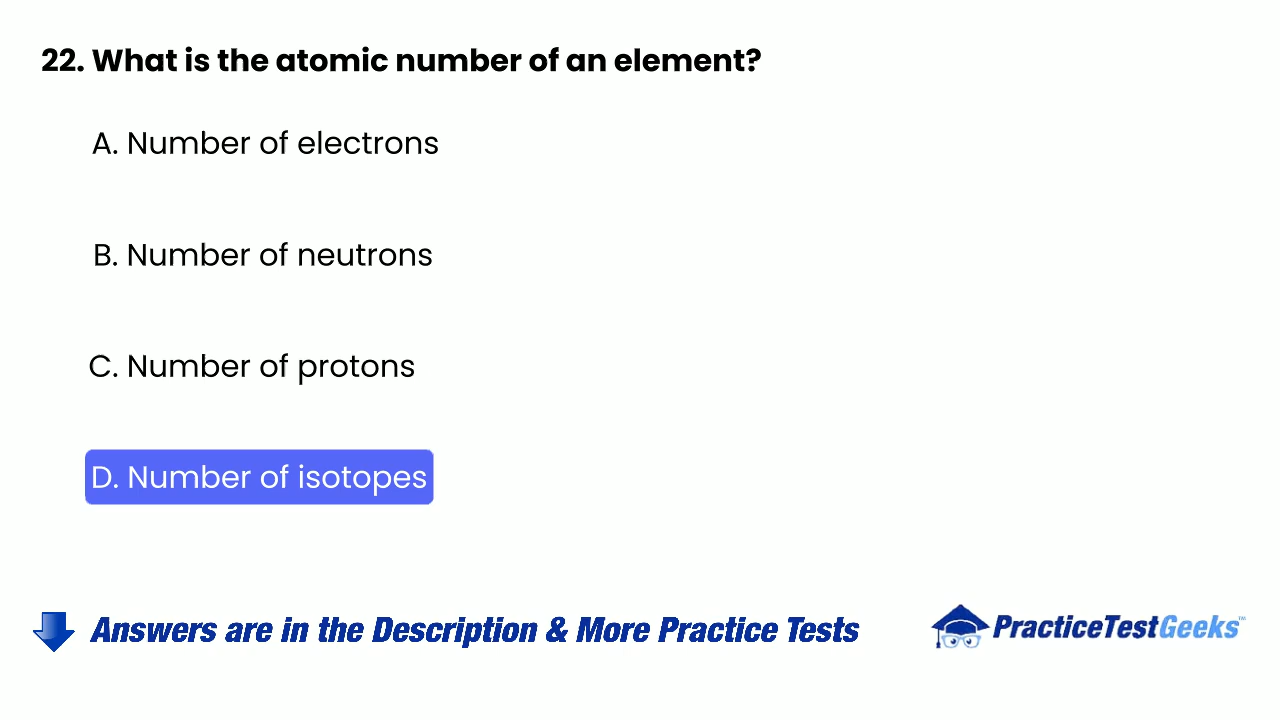 22. What is the atomic number of an element?
A. Number of electrons
B. Number of neutrons
C. Number of protons
D. Number of isotopes
Answers are in the Description & More Practice Tests
PracticeTestGeeks™